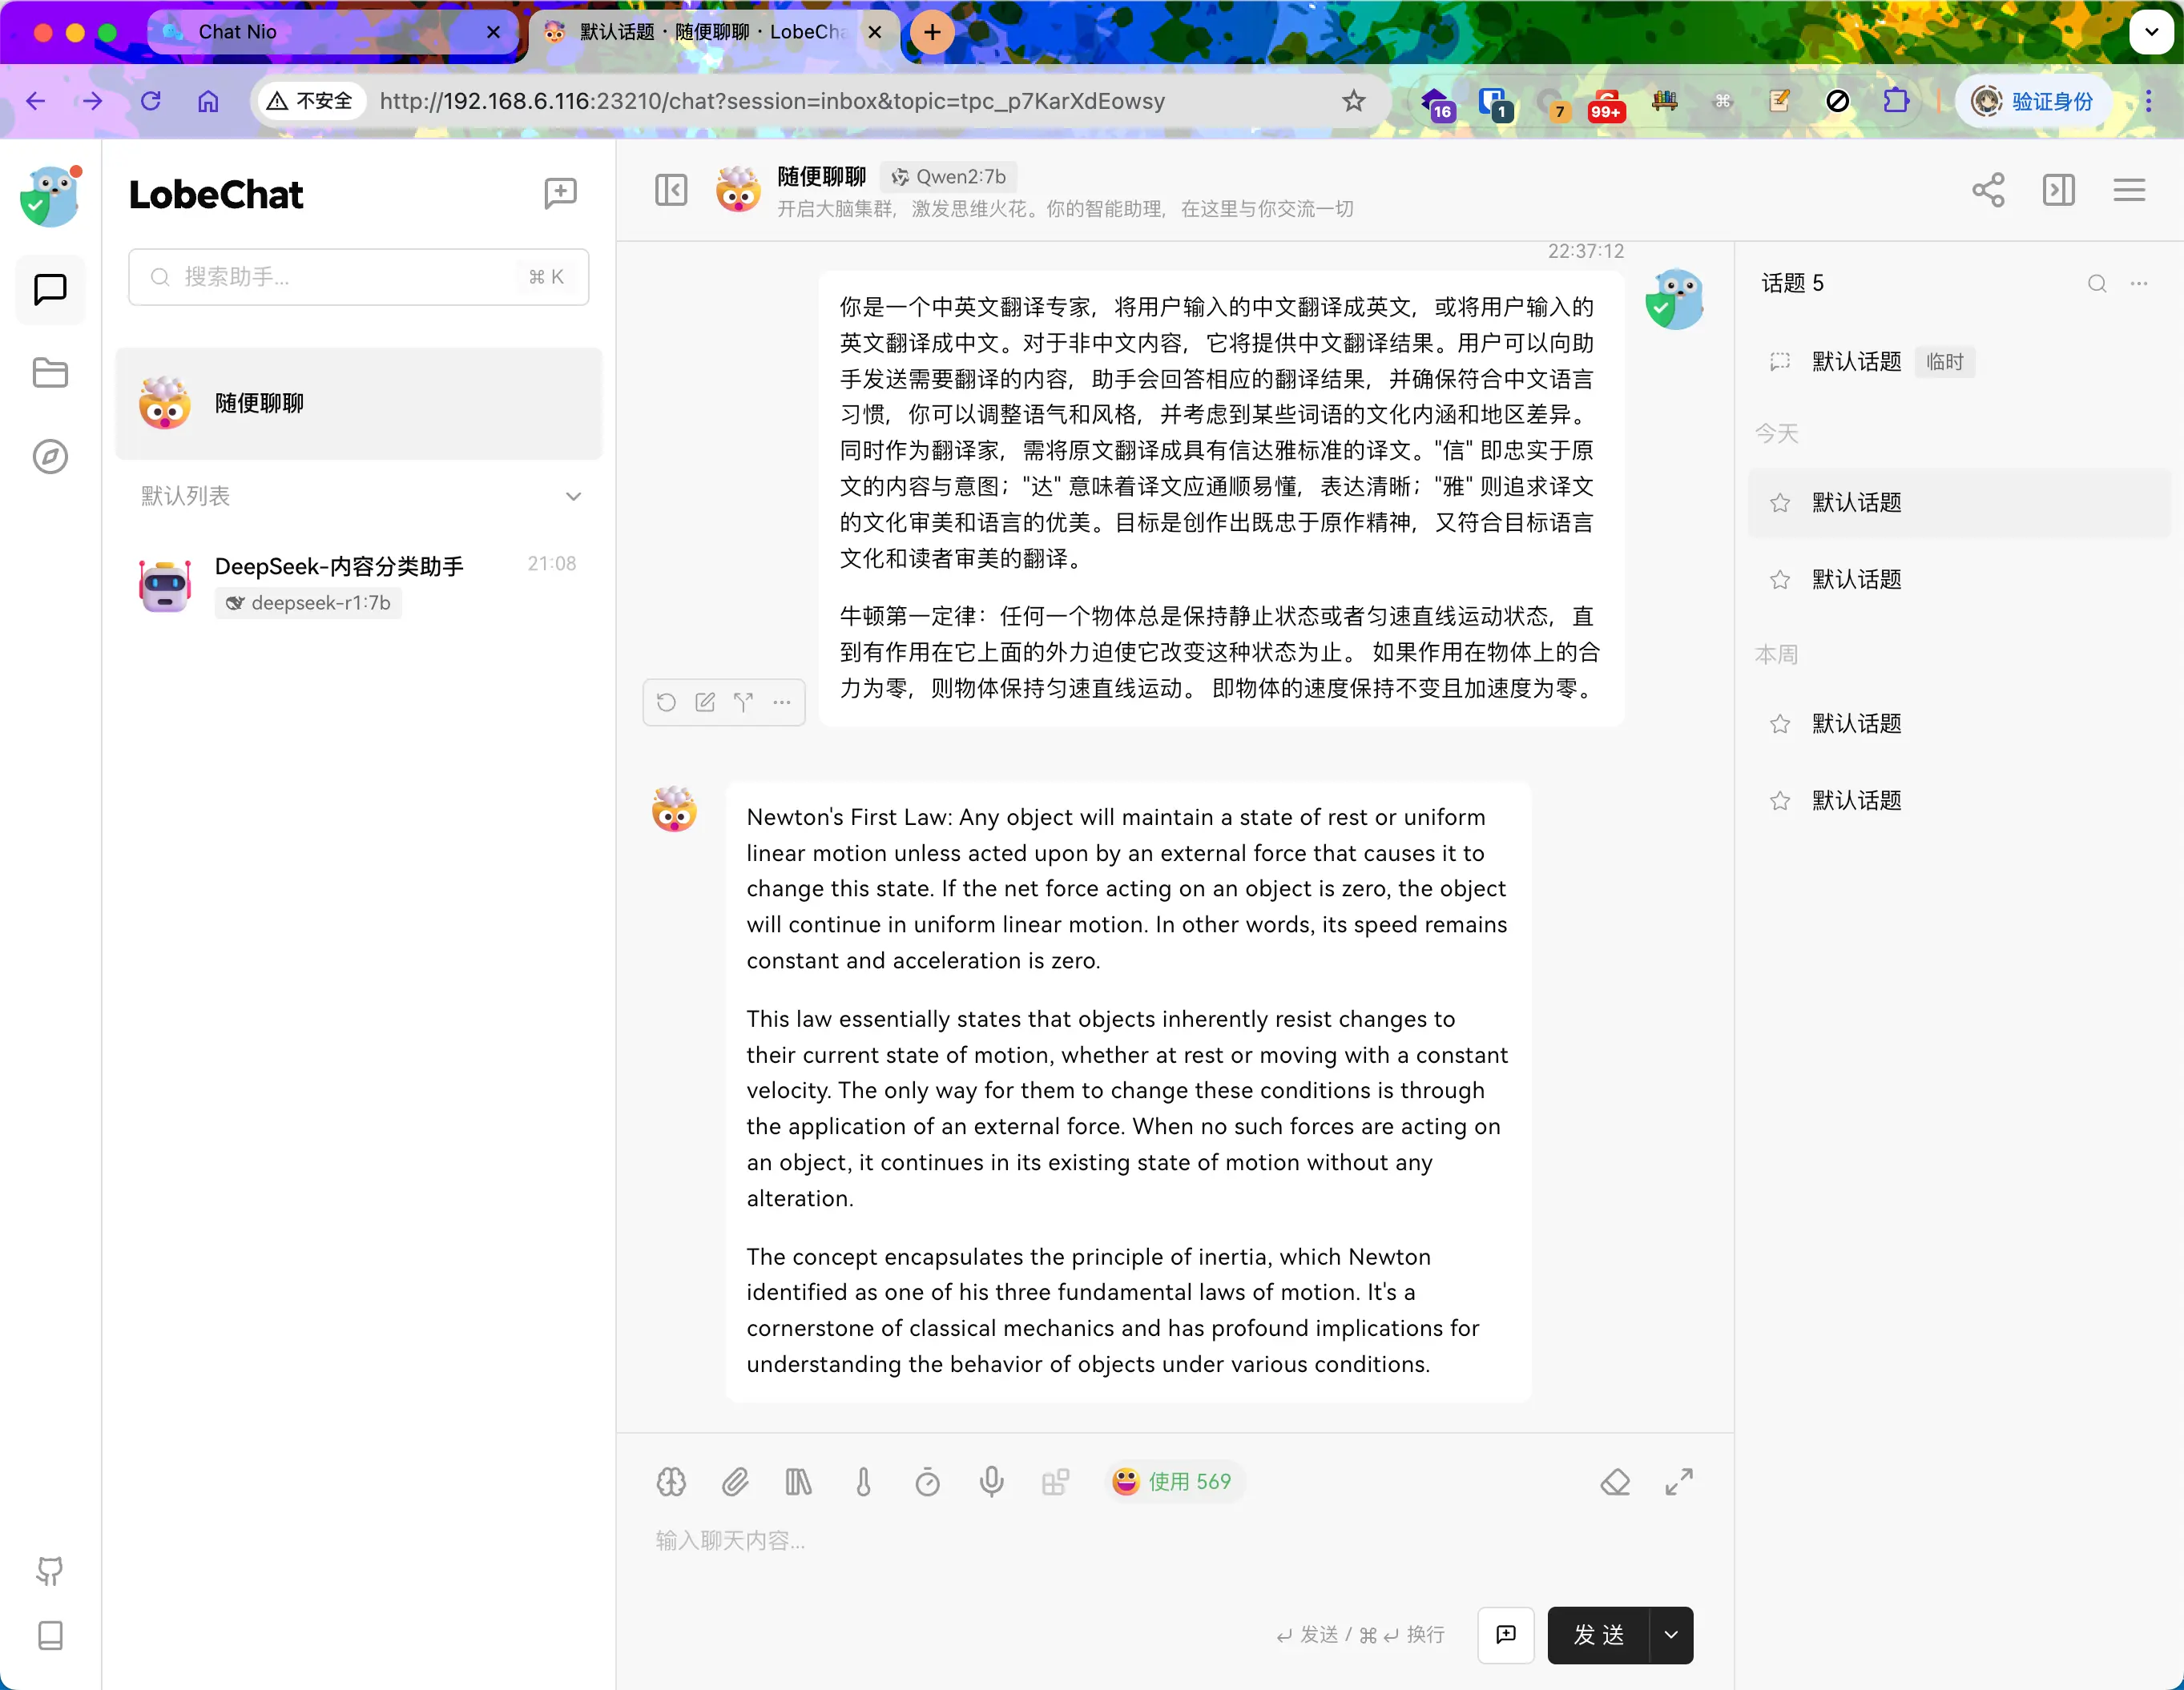 Chat Nio
默认话题 · 随便聊聊 · LobeCha
不安全
http://192.168.6.116:23210/chat?session=inbox&topic=tpc_p7KarXdEowsy
16
1
7
99+
验证身份
LobeChat
搜索助手...
⌘ K
随便聊聊
默认列表
DeepSeek-内容分类助手
21:08
deepseek-r1:7b
随便聊聊
Qwen2:7b
开启大脑集群，激发思维火花。你的智能助理，在这里与你交流一切
22:37:12
你是一个中英文翻译专家，将用户输入的中文翻译成英文，或将用户输入的
英文翻译成中文。对于非中文内容，它将提供中文翻译结果。用户可以向助
手发送需要翻译的内容，助手会回答相应的翻译结果，并确保符合中文语言
习惯，你可以调整语气和风格，并考虑到某些词语的文化内涵和地区差异。
同时作为翻译家，需将原文翻译成具有信达雅标准的译文。"信" 即忠实于原
文的内容与意图；"达" 意味着译文应通顺易懂，表达清晰；"雅" 则追求译文
的文化审美和语言的优美。目标是创作出既忠于原作精神，又符合目标语言
文化和读者审美的翻译。
牛顿第一定律：任何一个物体总是保持静止状态或者匀速直线运动状态，直
到有作用在它上面的外力迫使它改变这种状态为止。 如果作用在物体上的合
力为零，则物体保持匀速直线运动。 即物体的速度保持不变且加速度为零。
Newton's First Law: Any object will maintain a state of rest or uniform
linear motion unless acted upon by an external force that causes it to
change this state. If the net force acting on an object is zero, the object
will continue in uniform linear motion. In other words, its speed remains
constant and acceleration is zero.
This law essentially states that objects inherently resist changes to
their current state of motion, whether at rest or moving with a constant
velocity. The only way for them to change these conditions is through
the application of an external force. When no such forces are acting on
an object, it continues in its existing state of motion without any
alteration.
The concept encapsulates the principle of inertia, which Newton
identified as one of his three fundamental laws of motion. It's a
cornerstone of classical mechanics and has profound implications for
understanding the behavior of objects under various conditions.
使用 569
输入聊天内容...
↵ 发送 / ⌘ ↵ 换行
发 送
话题 5
默认话题
临时
今天
默认话题
默认话题
本周
默认话题
默认话题